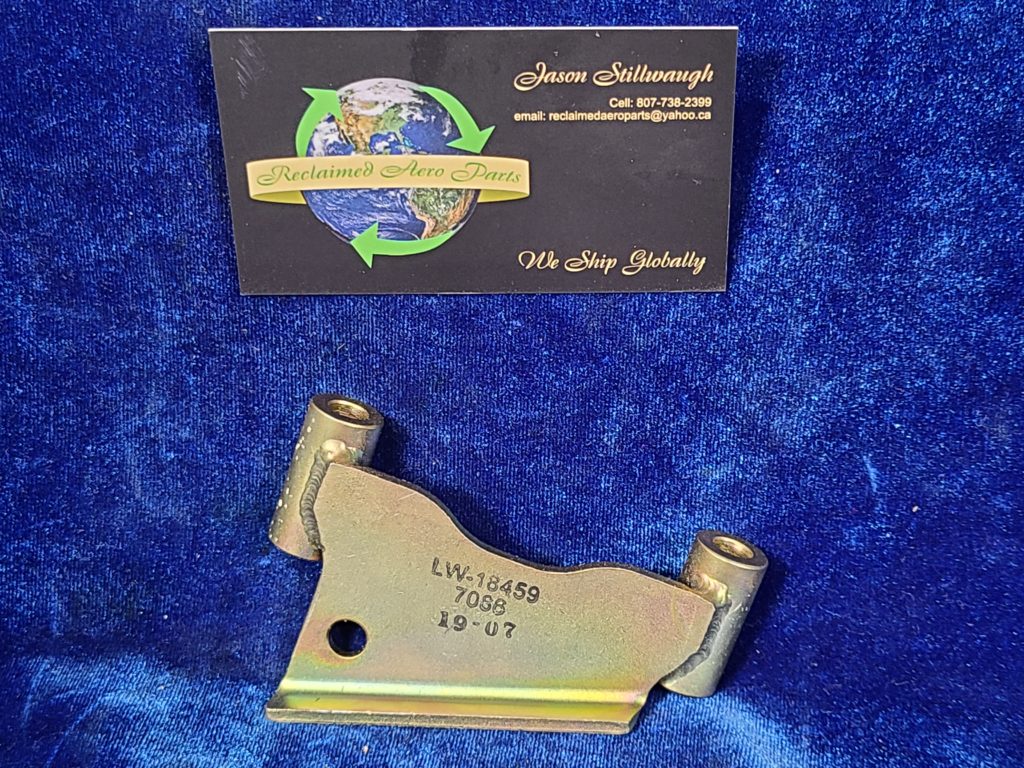 Jason Stillwaugh
Cell: 807-738-2399
email: reclaimedaeroparts@yahoo.ca
Reclaimed Aero Parts
We Ship Globally
LW-18459
70S6
19-07